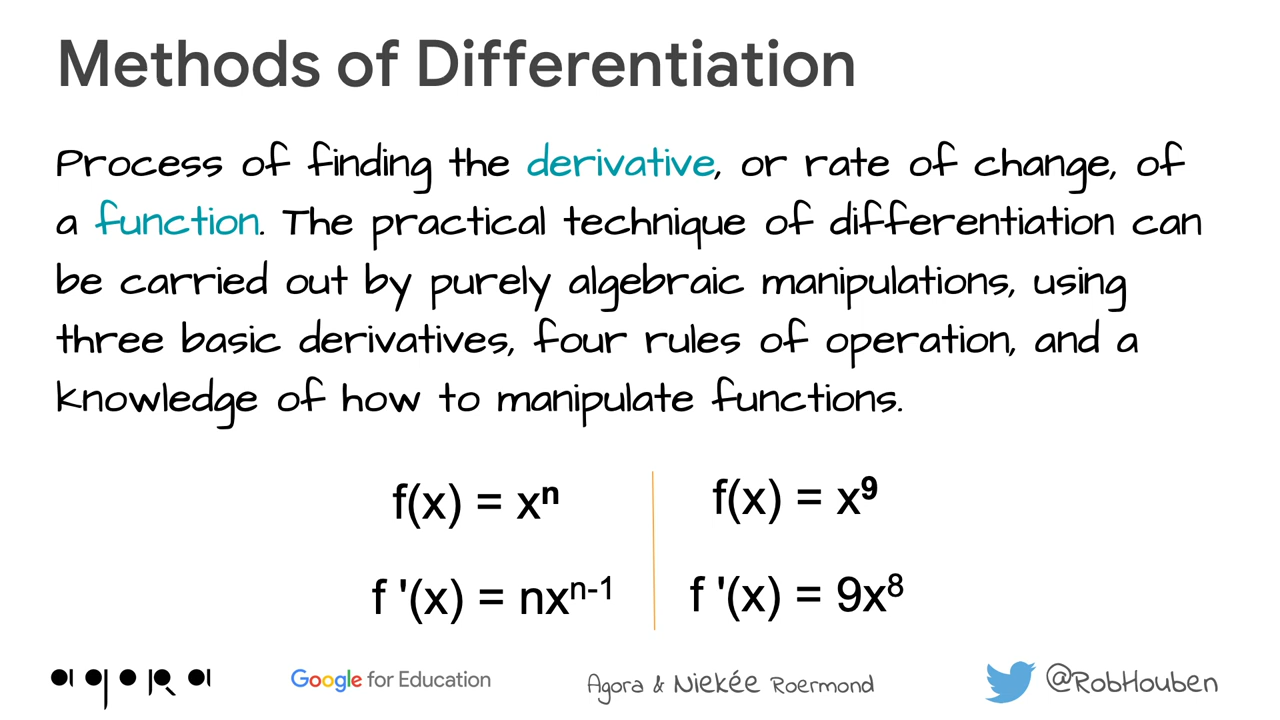 Methods of Differentiation
Process of finding the derivative, or rate of change, of
a function. The practical technique of differentiation can
be carried out by purely algebraic manipulations, using
three basic derivatives, four rules of operation, and a
knowledge of how to manipulate functions.
f(x) = xⁿ
f '(x) = nxⁿ⁻¹
f(x) = x⁹
f '(x) = 9x⁸
agora
Google for Education
Agora & Niekée Roermond
@RobHouben